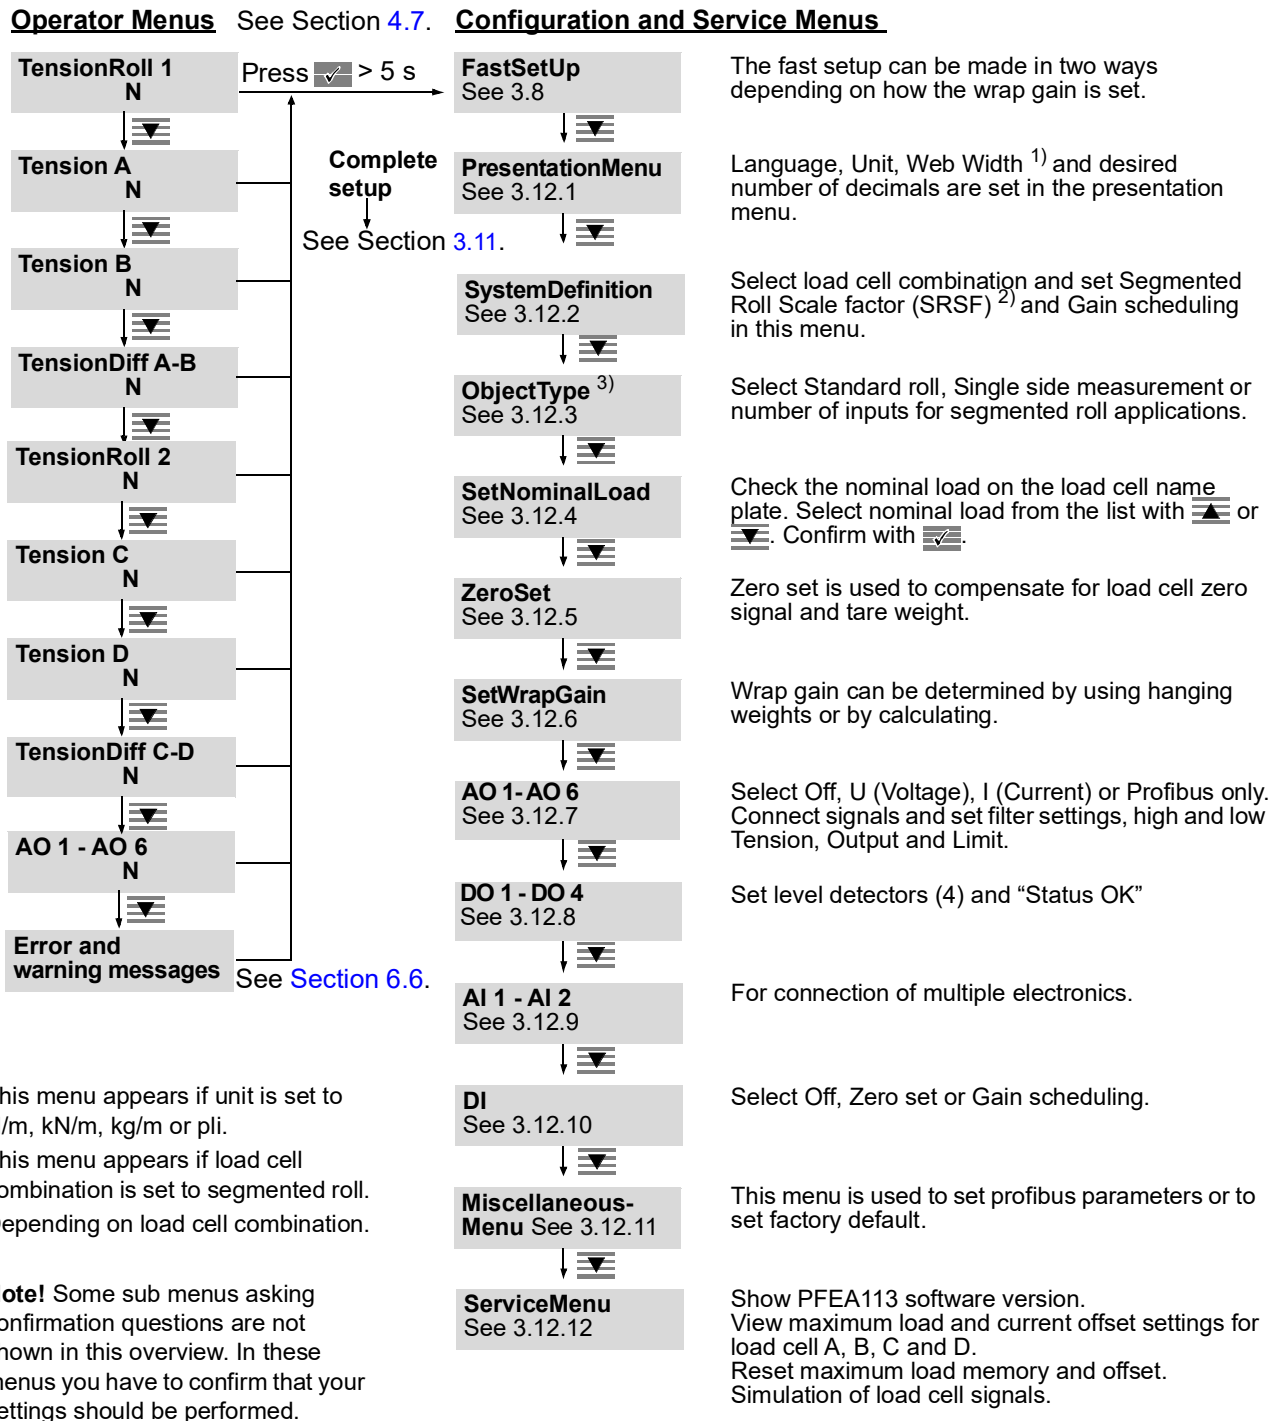 Operator Menus See Section 4.7. Configuration and Service Menus
TensionRoll 1
N
Press > 5 s
Tension A
N
Tension B
N
TensionDiff A-B
N
TensionRoll 2
N
Tension C
N
Tension D
N
TensionDiff C-D
N
AO 1 - AO 6
N
Error and
warning messages
See Section 6.6.
Complete
setup
See Section 3.11.
FastSetUp
See 3.8
The fast setup can be made in two ways
depending on how the wrap gain is set.
PresentationMenu
See 3.12.1
Language, Unit, Web Width 1) and desired
number of decimals are set in the presentation
menu.
SystemDefinition
See 3.12.2
Select load cell combination and set Segmented
Roll Scale factor (SRSF) 2) and Gain scheduling
in this menu.
ObjectType 3)
See 3.12.3
Select Standard roll, Single side measurement or
number of inputs for segmented roll applications.
SetNominalLoad
See 3.12.4
Check the nominal load on the load cell name
plate. Select nominal load from the list with or
. Confirm with .
ZeroSet
See 3.12.5
Zero set is used to compensate for load cell zero
signal and tare weight.
SetWrapGain
See 3.12.6
Wrap gain can be determined by using hanging
weights or by calculating.
AO 1- AO 6
See 3.12.7
Select Off, U (Voltage), I (Current) or Profibus only.
Connect signals and set filter settings, high and low
Tension, Output and Limit.
DO 1 - DO 4
See 3.12.8
Set level detectors (4) and “Status OK”
AI 1 - AI 2
See 3.12.9
For connection of multiple electronics.
DI
See 3.12.10
Select Off, Zero set or Gain scheduling.
Miscellaneous-
Menu See 3.12.11
This menu is used to set profibus parameters or to
set factory default.
ServiceMenu
See 3.12.12
Show PFEA113 software version.
View maximum load and current offset settings for
load cell A, B, C and D.
Reset maximum load memory and offset.
Simulation of load cell signals.
his menu appears if unit is set to
/m, kN/m, kg/m or pli.
his menu appears if load cell
ombination is set to segmented roll.
epending on load cell combination.
ote! Some sub menus asking
onfirmation questions are not
hown in this overview. In these
enus you have to confirm that your
ettings should be performed.